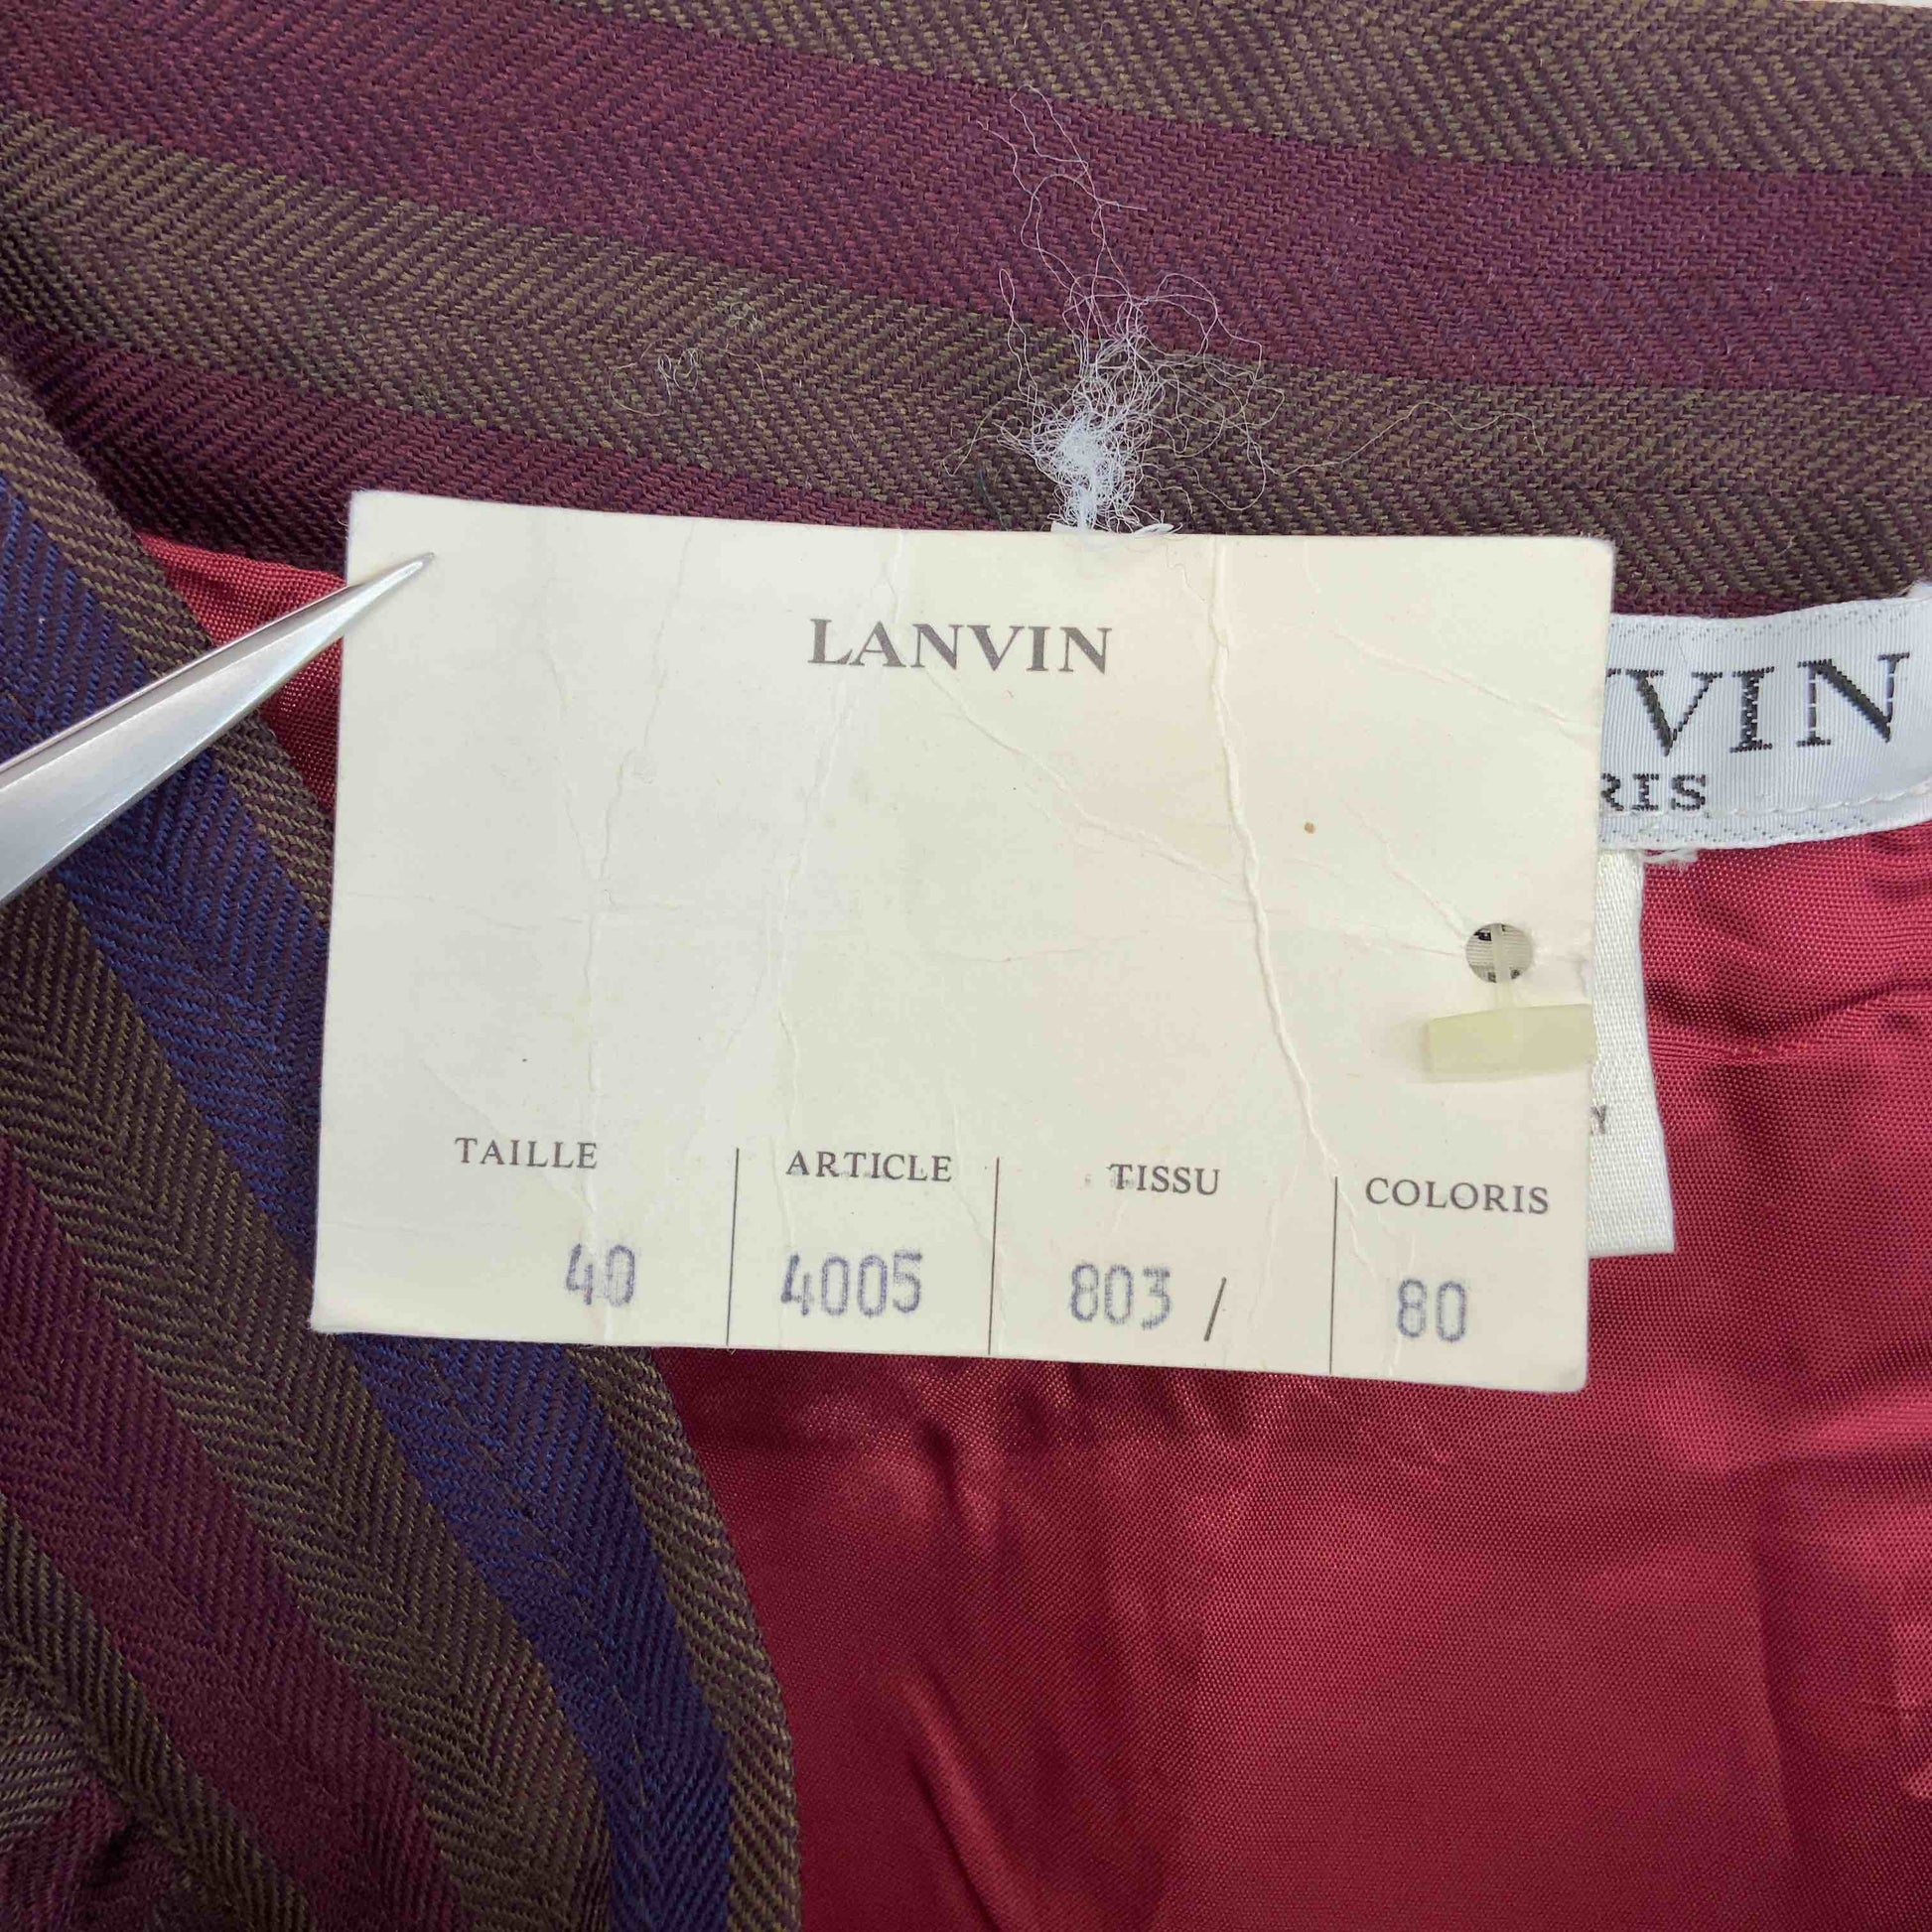 LANVIN
VIN
RIS
TAILLE ARTICLE TISSU COLORIS
40 4005 803 / 80